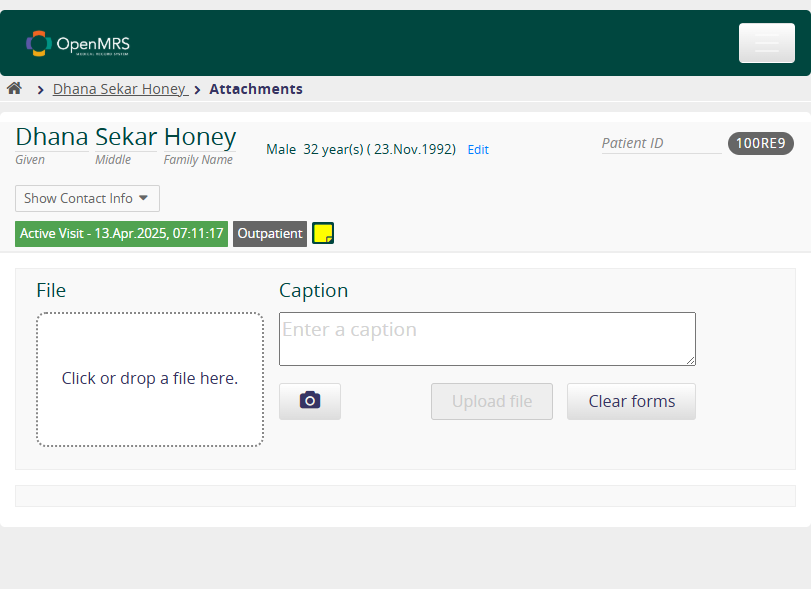 OpenMRS
MEDICAL RECORD SYSTEM
Dhana Sekar Honey > Attachments
Dhana Sekar Honey
Given Middle Family Name
Male 32 year(s) ( 23.Nov.1992) Edit
Patient ID 100RE9
Show Contact Info
Active Visit - 13.Apr.2025, 07:11:17 Outpatient
File
Caption
Click or drop a file here.
Enter a caption
Upload file Clear forms